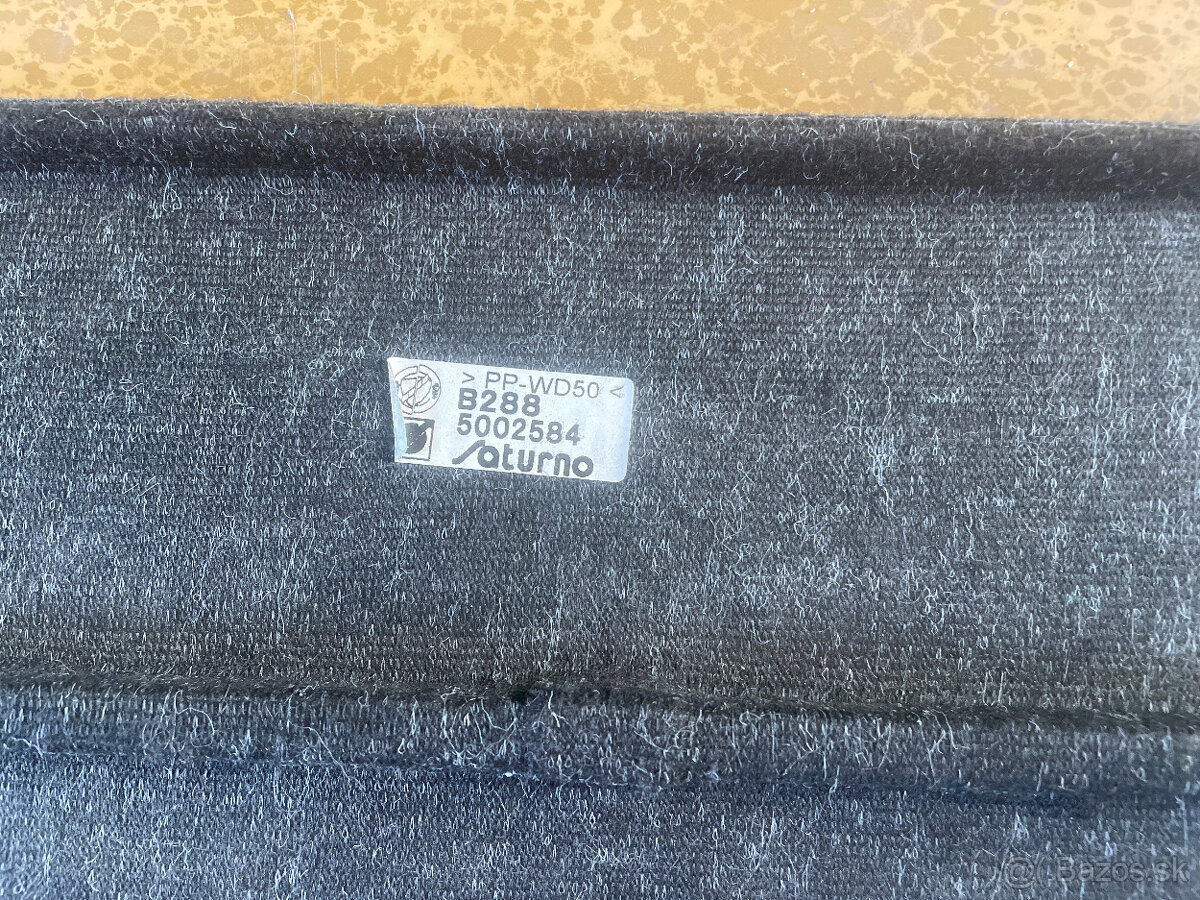 > PP-WD50 <
B288
5002584
Saturno
Bazos.sk